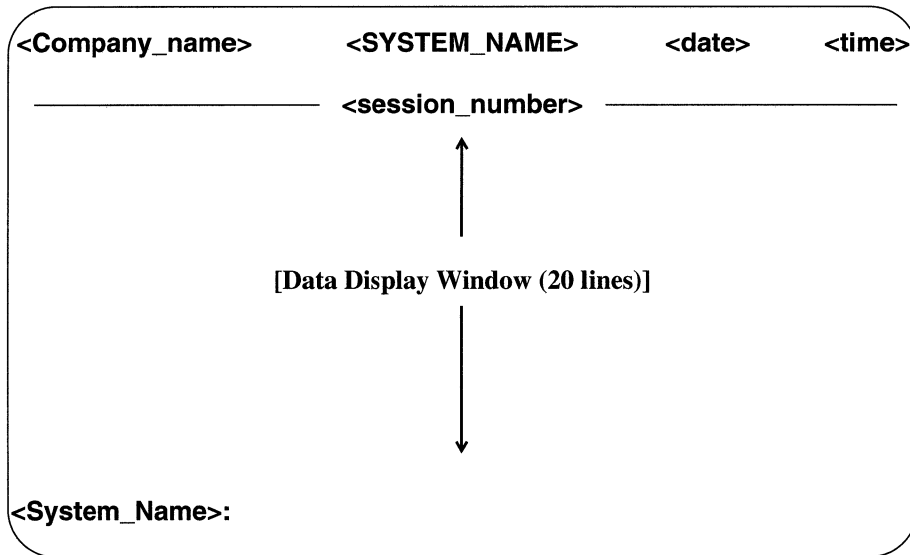 <Company_name> <SYSTEM_NAME> <date> <time>
<session_number>
[Data Display Window (20 lines)]
<System_Name>: